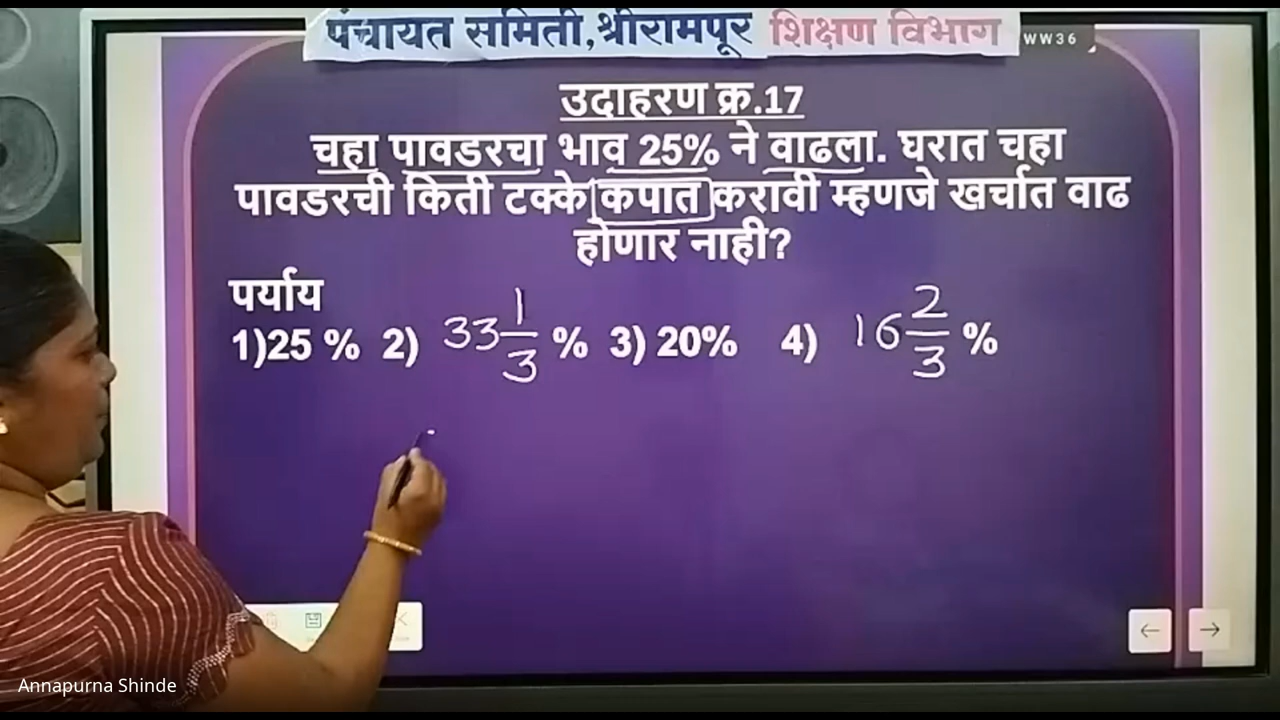 पंचायत समिती,श्रीरामपूर शिक्षण विभाग
WW36
उदाहरण क्र.17
चहा पावडरचा भाव 25% ने वाढला. घरात चहा
पावडरची किती टक्के कपात करावी म्हणजे खर्चात वाढ
होणार नाही?
पर्याय
1)25 % 2) 33 1/3 % 3) 20% 4) 16 2/3 %
Annapurna Shinde